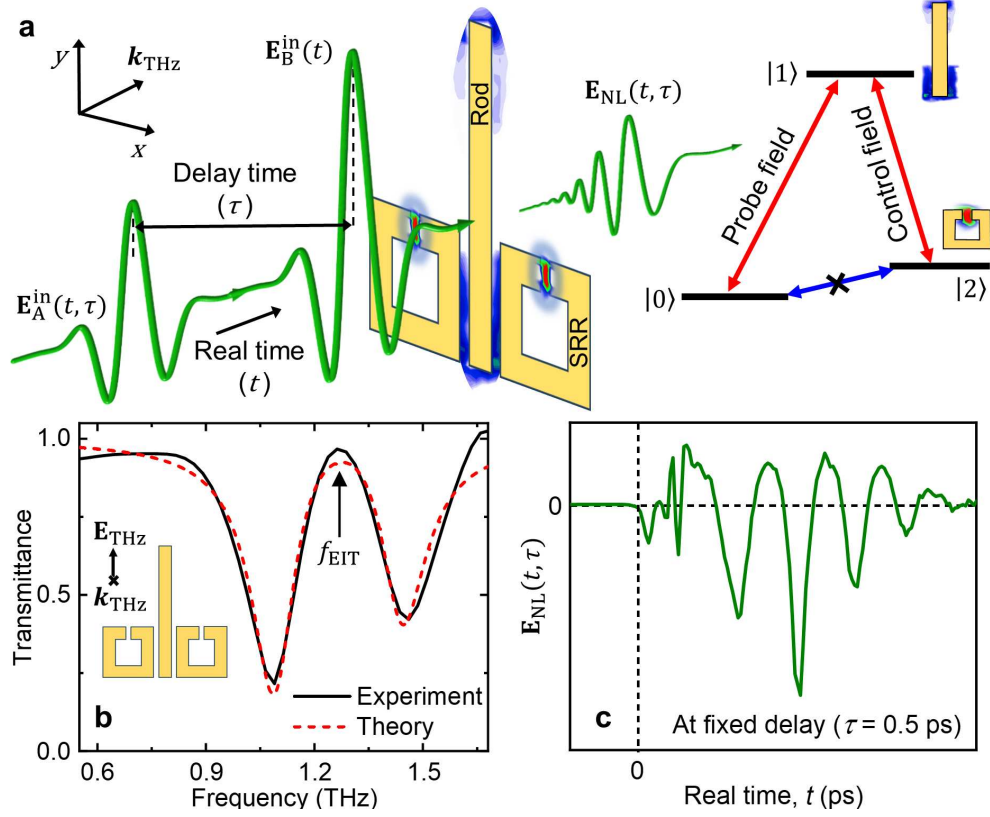 a
y
𝒌THz
x
E_A^in(t, τ)
Delay time
(τ)
E_B^in(t)
Real time
(t)
Rod
SRR
E_NL(t, τ)
|1⟩
Probe field
Control field
|0⟩
|2⟩
Transmittance
1.0
0.5
0.0
E_THz
𝒌THz
f_EIT
Experiment
Theory
b
0.6 0.9 1.2 1.5
Frequency (THz)
E_NL(t, τ)
0
c
At fixed delay (τ = 0.5 ps)
0
Real time, t (ps)